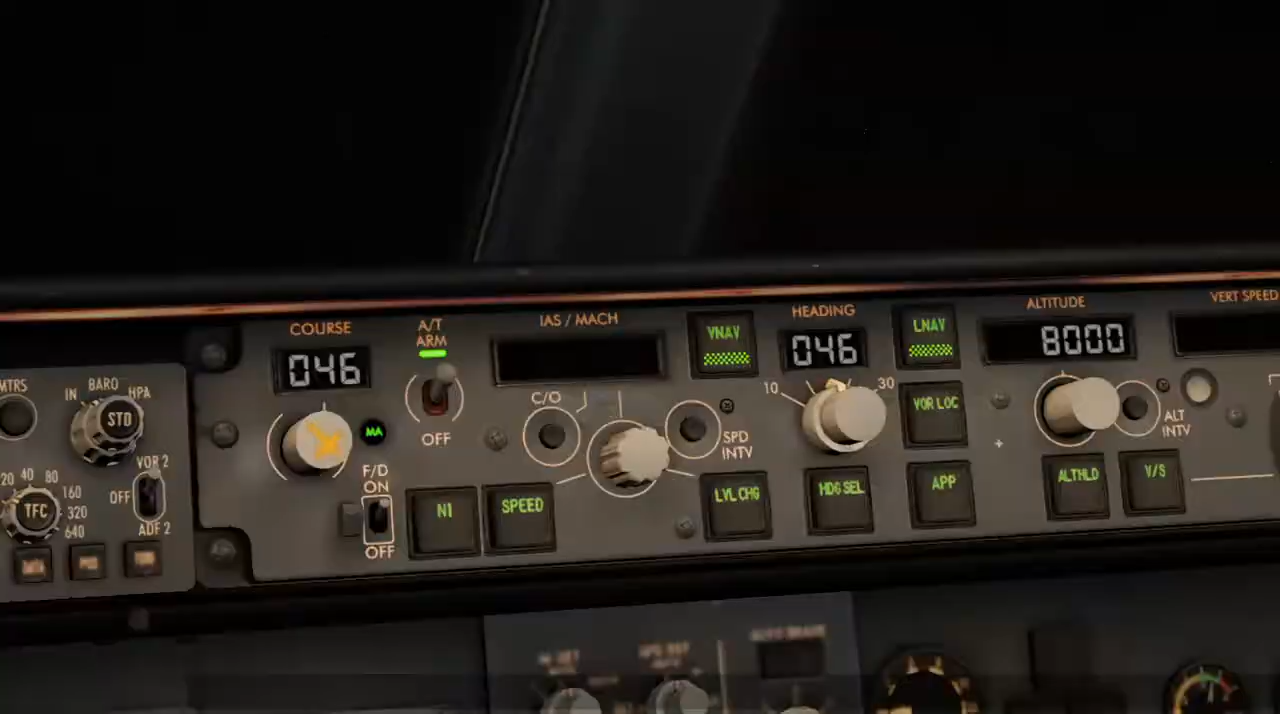 COURSE
046
A/T
ARM
OFF
IAS / MACH
C/O
SPD
INTV
VNAV
HEADING
046
10
30
LNAV
VOR LOC
ALTITUDE
8000
ALT
INTV
VERT SPEED
MTRS
IN
BARO
HPA
STD
20
40
80
160
320
640
TFC
VOR 2
OFF
ADF 2
MA
F/D
ON
OFF
N1
SPEED
LVL CHG
HDG SEL
APP
ALT HLD
V/S